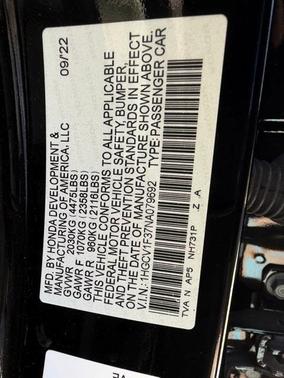 MFD. BY HONDA DEVELOPMENT &
MANUFACTURING OF AMERICA, LLC 09/22
GVWR 2030KG (4475LBS)
GAWR F 1070KG (2358LBS)
GAWR R 960KG (2116LBS)
THIS VEHICLE CONFORMS TO ALL APPLICABLE
FEDERAL MOTOR VEHICLE SAFETY, BUMPER,
AND THEFT PREVENTION STANDARDS IN EFFECT
ON THE DATE OF MANUFACTURE SHOWN ABOVE.
V.I.N.: 1HGCV1F37NA079692 TYPE: PASSENGER CAR
TVA N AP5 NH731P Z A